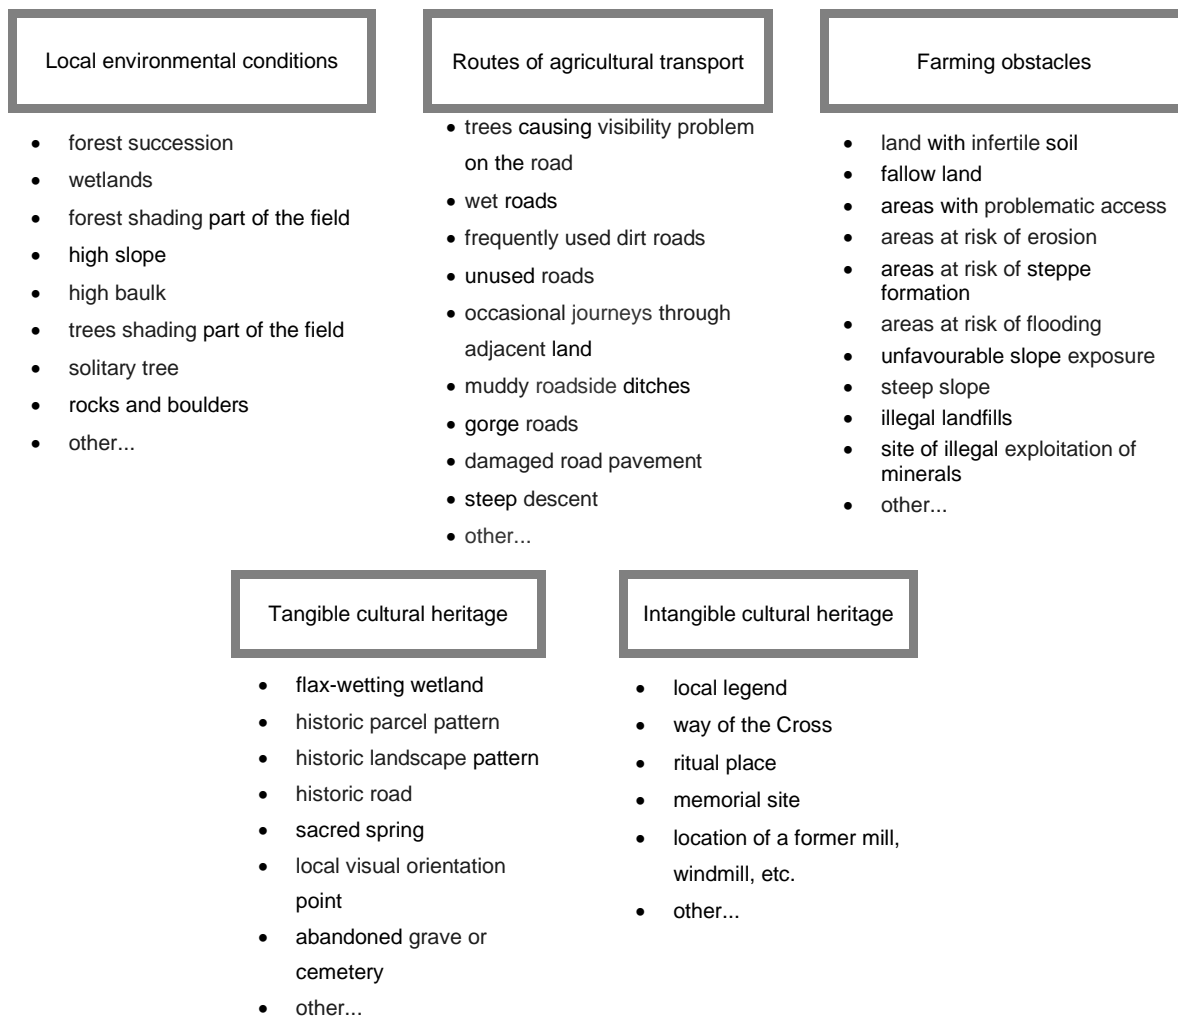 Local environmental conditions
• forest succession
• wetlands
• forest shading part of the field
• high slope
• high baulk
• trees shading part of the field
• solitary tree
• rocks and boulders
• other...
Routes of agricultural transport
• trees causing visibility problem
on the road
• wet roads
• frequently used dirt roads
• unused roads
• occasional journeys through
adjacent land
• muddy roadside ditches
• gorge roads
• damaged road pavement
• steep descent
• other...
Farming obstacles
• land with infertile soil
• fallow land
• areas with problematic access
• areas at risk of erosion
• areas at risk of steppe
formation
• areas at risk of flooding
• unfavourable slope exposure
• steep slope
• illegal landfills
• site of illegal exploitation of
minerals
• other...
Tangible cultural heritage
• flax-wetting wetland
• historic parcel pattern
• historic landscape pattern
• historic road
• sacred spring
• local visual orientation
point
• abandoned grave or
cemetery
• other...
Intangible cultural heritage
• local legend
• way of the Cross
• ritual place
• memorial site
• location of a former mill,
windmill, etc.
• other...